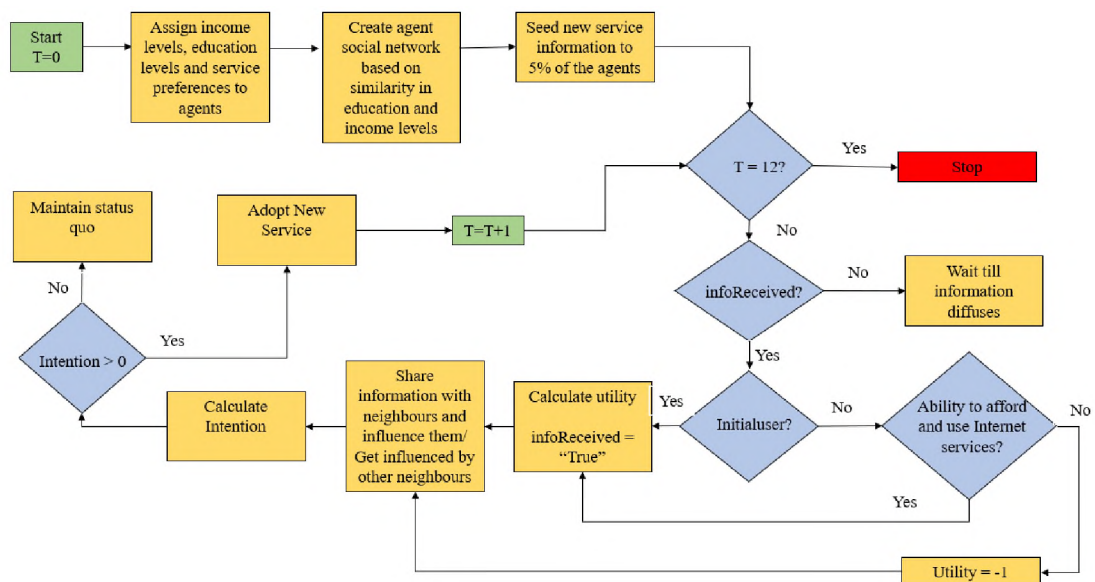 Start
T=0
Assign income
levels, education
levels and service
preferences to
agents
Create agent
social network
based on
similarity in
education and
income levels
Seed new service
information to
5% of the agents
T = 12?
Yes
Stop
No
Maintain status
quo
Adopt New
Service
T=T+1
infoReceived?
No
Wait till
information
diffuses
No
Intention > 0
Yes
Yes
Calculate
Intention
Share
information with
neighbours and
influence them/
Get influenced by
other neighbours
Calculate utility
infoReceived =
“True”
Yes
Initialuser?
No
Ability to afford
and use Internet
services?
No
Yes
Utility = -1